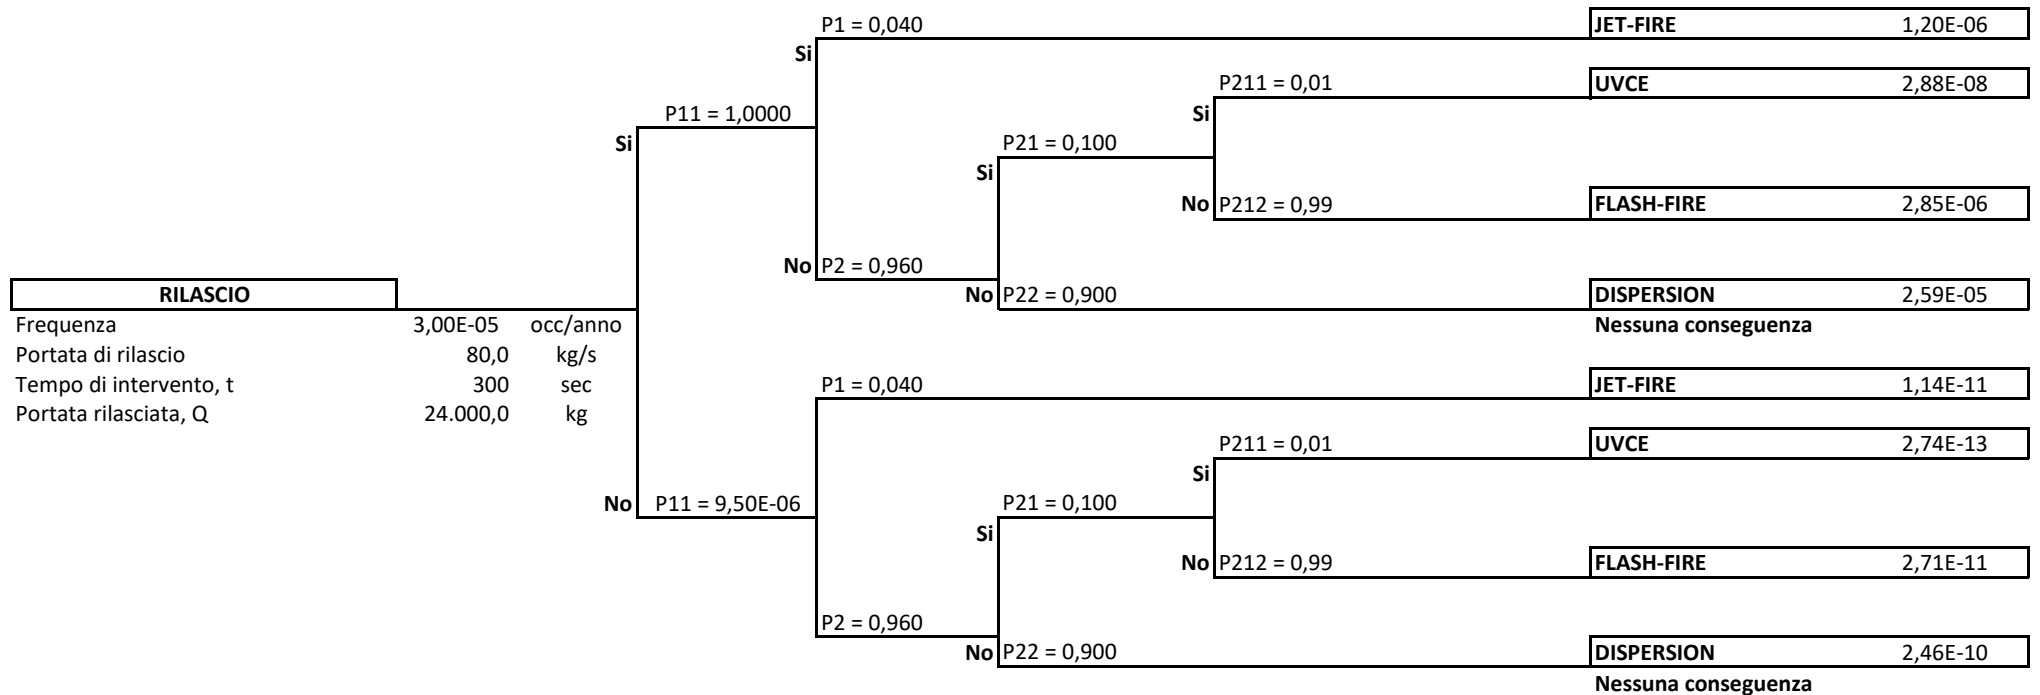 P1 = 0,040 JET-FIRE 1,20E-06
Si
P211 = 0,01 UVCE 2,88E-08
P11 = 1,0000 Si
Si P21 = 0,100
Si
No P212 = 0,99 FLASH-FIRE 2,85E-06
No P2 = 0,960
RILASCIO No P22 = 0,900 DISPERSION 2,59E-05
Frequenza 3,00E-05 occ/anno Nessuna conseguenza
Portata di rilascio 80,0 kg/s
Tempo di intervento, t 300 sec P1 = 0,040 JET-FIRE 1,14E-11
Portata rilasciata, Q 24.000,0 kg
P211 = 0,01 UVCE 2,74E-13
Si
No P11 = 9,50E-06 P21 = 0,100
Si
No P212 = 0,99 FLASH-FIRE 2,71E-11
P2 = 0,960
No P22 = 0,900 DISPERSION 2,46E-10
Nessuna conseguenza